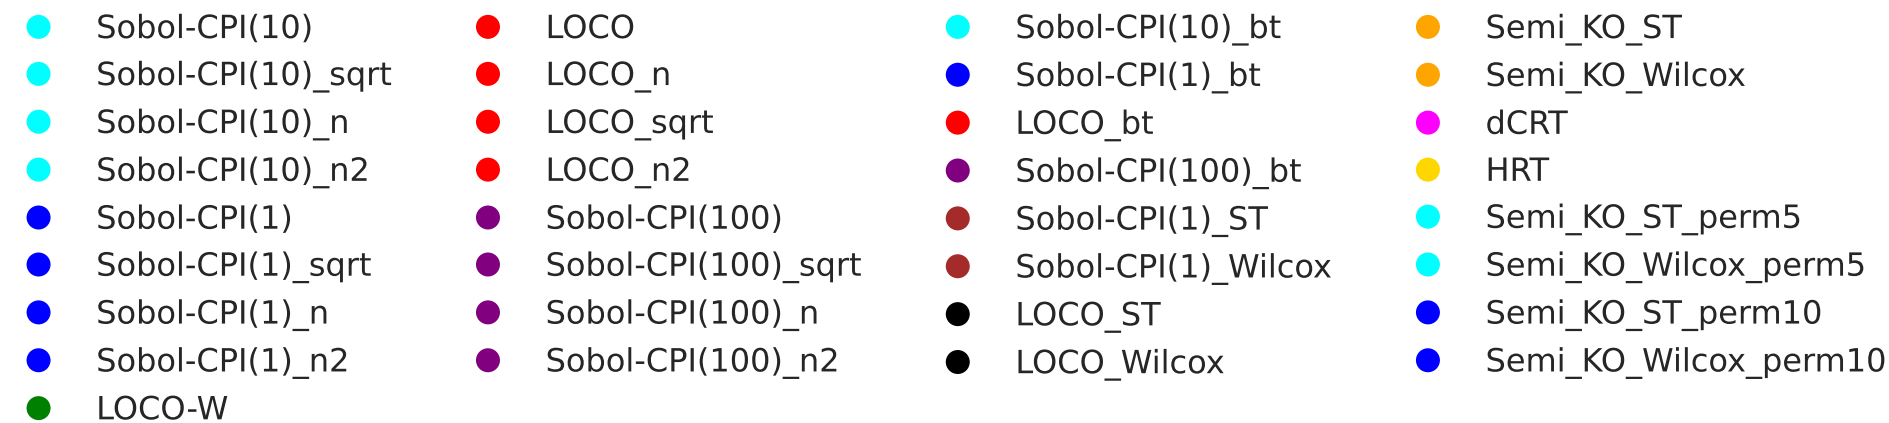 Sobol-CPI(10)
Sobol-CPI(10)_sqrt
Sobol-CPI(10)_n
Sobol-CPI(10)_n2
Sobol-CPI(1)
Sobol-CPI(1)_sqrt
Sobol-CPI(1)_n
Sobol-CPI(1)_n2
LOCO-W
LOCO
LOCO_n
LOCO_sqrt
LOCO_n2
Sobol-CPI(100)
Sobol-CPI(100)_sqrt
Sobol-CPI(100)_n
Sobol-CPI(100)_n2
Sobol-CPI(10)_bt
Sobol-CPI(1)_bt
LOCO_bt
Sobol-CPI(100)_bt
Sobol-CPI(1)_ST
Sobol-CPI(1)_Wilcox
LOCO_ST
LOCO_Wilcox
Semi_KO_ST
Semi_KO_Wilcox
dCRT
HRT
Semi_KO_ST_perm5
Semi_KO_Wilcox_perm5
Semi_KO_ST_perm10
Semi_KO_Wilcox_perm10